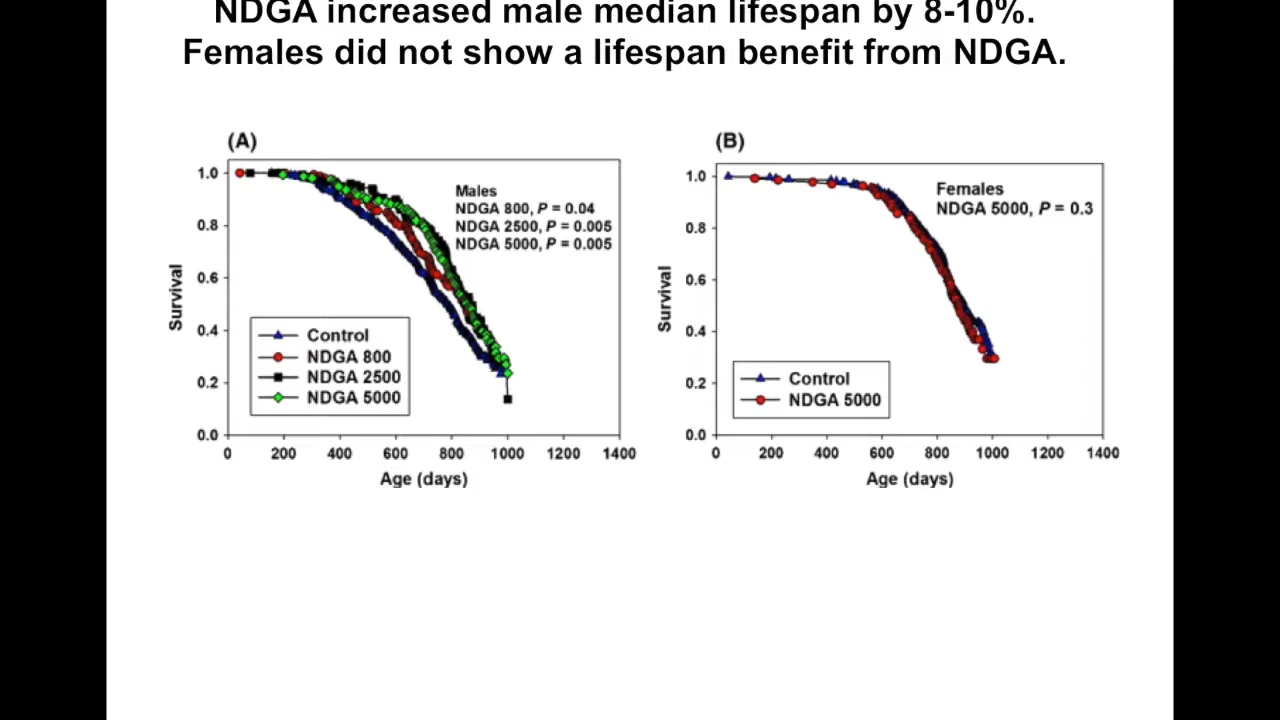 NDGA increased male median lifespan by 8-10%.
Females did not show a lifespan benefit from NDGA.
(A)
1.0
0.8
0.6
0.4
0.2
0.0
Survival
Males
NDGA 800, P = 0.04
NDGA 2500, P = 0.005
NDGA 5000, P = 0.005
Control
NDGA 800
NDGA 2500
NDGA 5000
0 200 400 600 800 1000 1200 1400
Age (days)
(B)
1.0
0.8
0.6
0.4
0.2
0.0
Survival
Females
NDGA 5000, P = 0.3
Control
NDGA 5000
0 200 400 600 800 1000 1200 1400
Age (days)